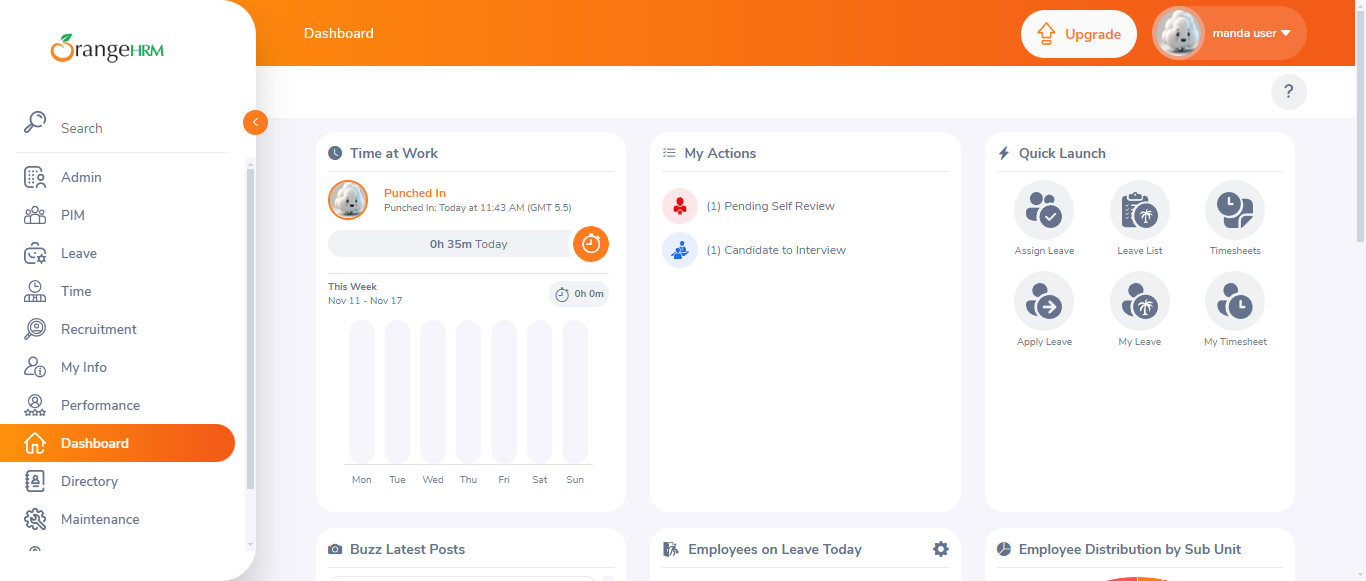 OrangeHRM
Search
Admin
PIM
Leave
Time
Recruitment
My Info
Performance
Dashboard
Directory
Maintenance
Dashboard
Upgrade
manda user
?
Time at Work
Punched In
Punched In: Today at 11:43 AM (GMT 5.5)
0h 35m Today
This Week
Nov 11 - Nov 17
0h 0m
Mon Tue Wed Thu Fri Sat Sun
My Actions
(1) Pending Self Review
(1) Candidate to Interview
Quick Launch
Assign Leave
Leave List
Timesheets
Apply Leave
My Leave
My Timesheet
Buzz Latest Posts
Employees on Leave Today
Employee Distribution by Sub Unit